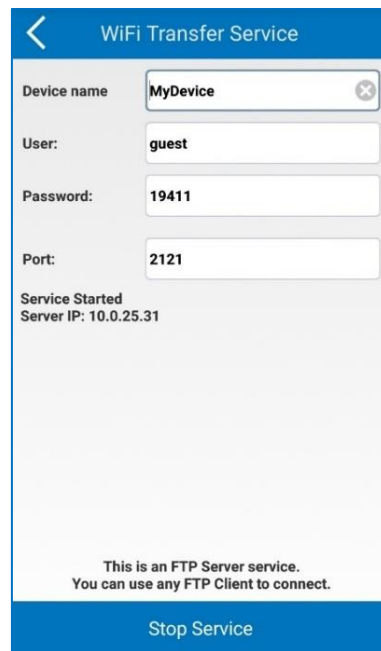 WiFi Transfer Service
Device name MyDevice
User: guest
Password: 19411
Port: 2121
Service Started
Server IP: 10.0.25.31
This is an FTP Server service.
You can use any FTP Client to connect.
Stop Service